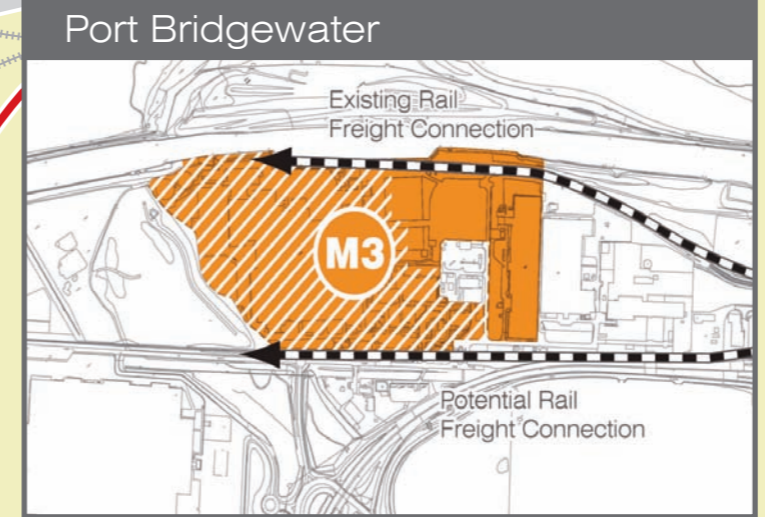 Port Bridgewater
Existing Rail
Freight Connection
M3
Potential Rail
Freight Connection